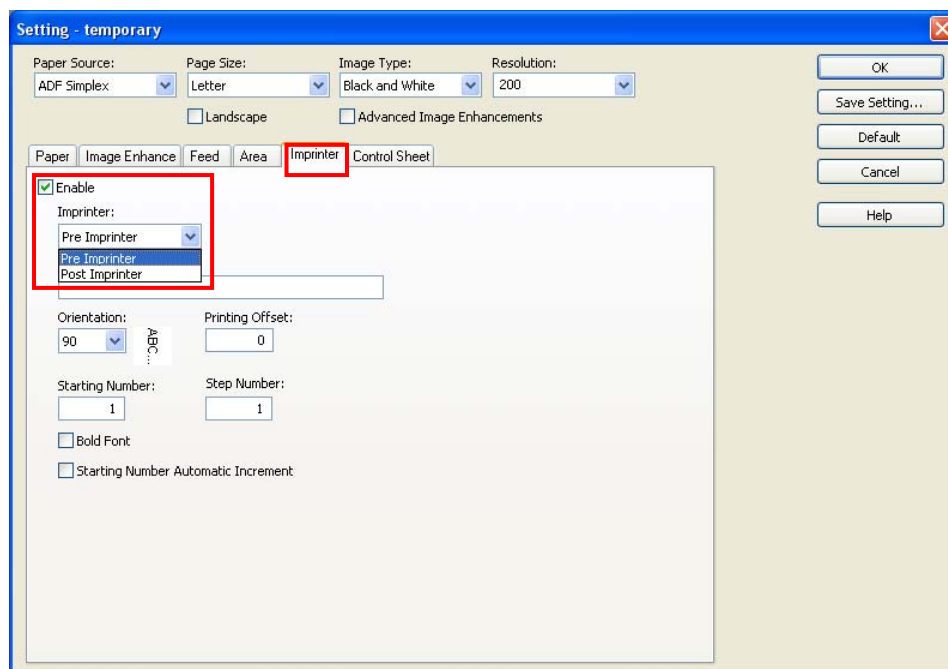 Setting - temporary
Paper Source: Page Size: Image Type: Resolution:
ADF Simplex Letter Black and White 200
Landscape Advanced Image Enhancements
OK
Save Setting...
Default
Cancel
Help
Paper Image Enhance Feed Area Imprinter Control Sheet
Enable
Imprinter:
Pre Imprinter
Pre Imprinter
Post Imprinter
Orientation: Printing Offset:
90 ABC... 0
Starting Number: Step Number:
1 1
Bold Font
Starting Number Automatic Increment